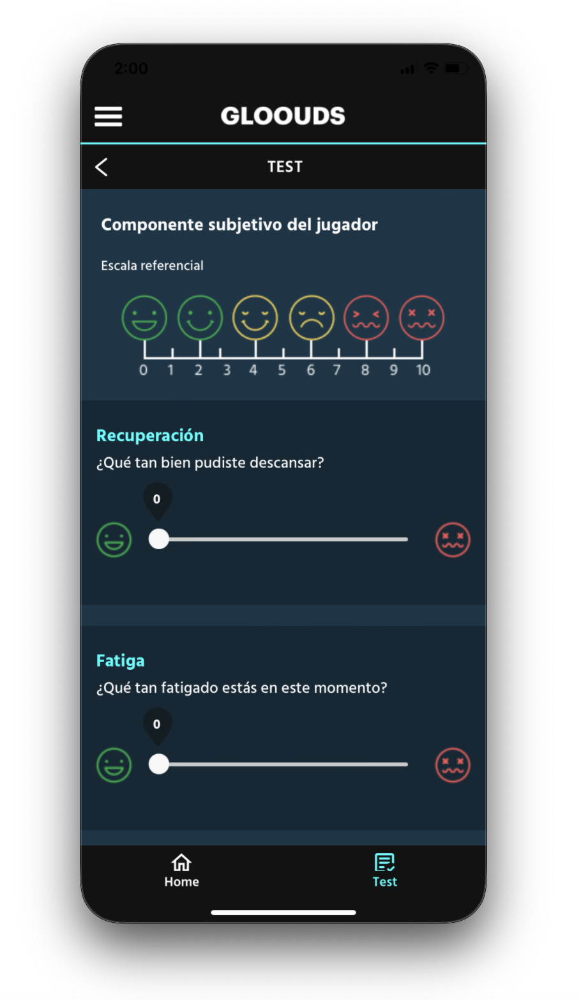 2:00
GLOOUDS
TEST
Componente subjetivo del jugador
Escala referencial
0 1 2 3 4 5 6 7 8 9 10
Recuperación
¿Qué tan bien pudiste descansar?
0
Fatiga
¿Qué tan fatigado estás en este momento?
0
Home Test